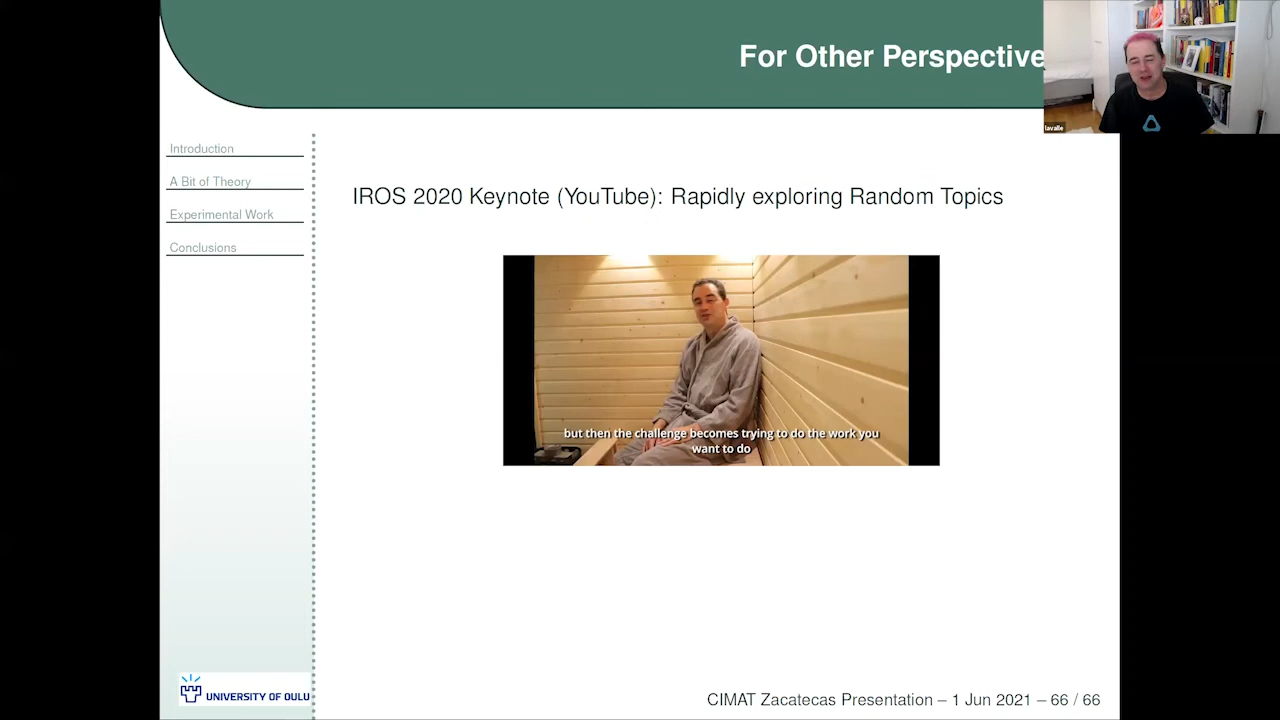 For Other Perspective
lavalle
Introduction
A Bit of Theory
Experimental Work
Conclusions
IROS 2020 Keynote (YouTube): Rapidly exploring Random Topics
but then the challenge becomes trying to do the work you
want to do
UNIVERSITY OF OULU
CIMAT Zacatecas Presentation – 1 Jun 2021 – 66 / 66